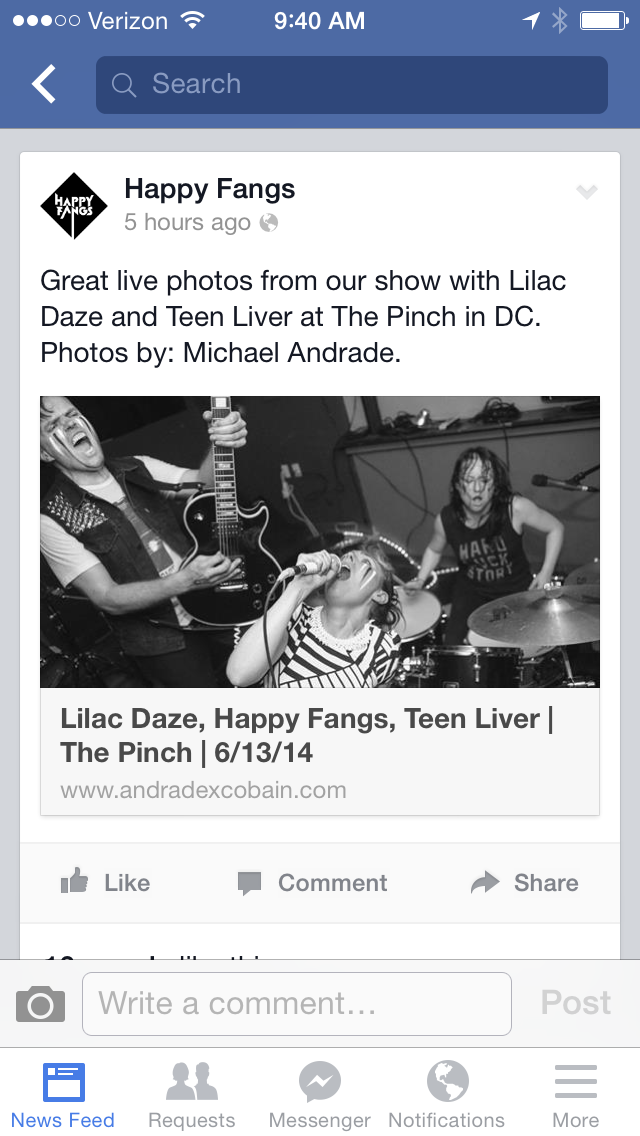 Verizon 9:40 AM
Search
HAPPY
FANGS
Happy Fangs
5 hours ago
Great live photos from our show with Lilac
Daze and Teen Liver at The Pinch in DC.
Photos by: Michael Andrade.
STORY
Lilac Daze, Happy Fangs, Teen Liver |
The Pinch | 6/13/14
www.andradexcobain.com
Like Comment Share
Write a comment... Post
News Feed Requests Messenger Notifications More